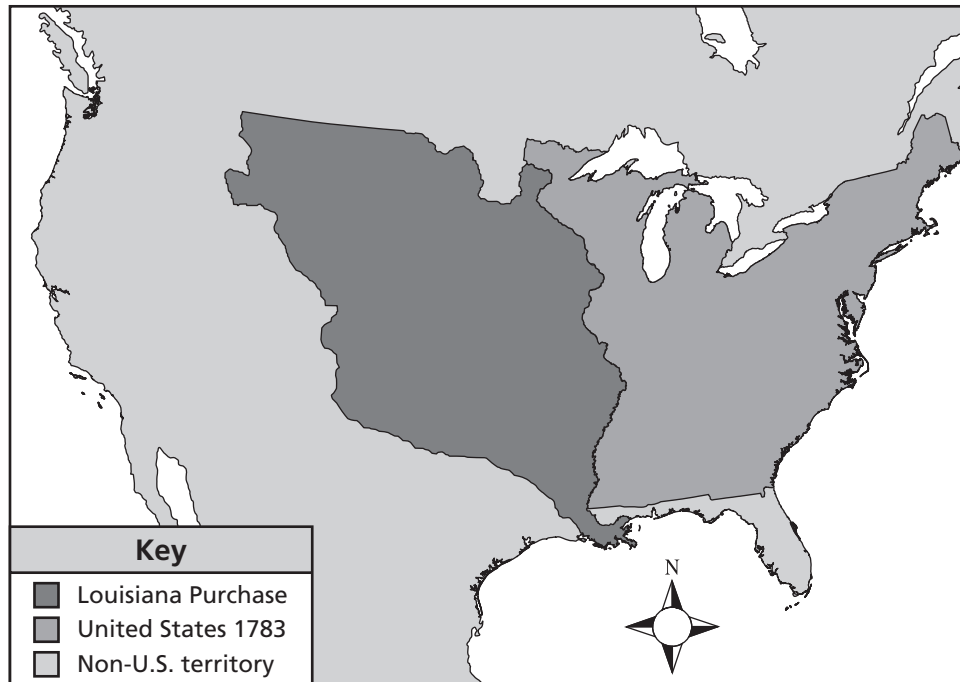 N
Key
Louisiana Purchase
United States 1783
Non-U.S. territory